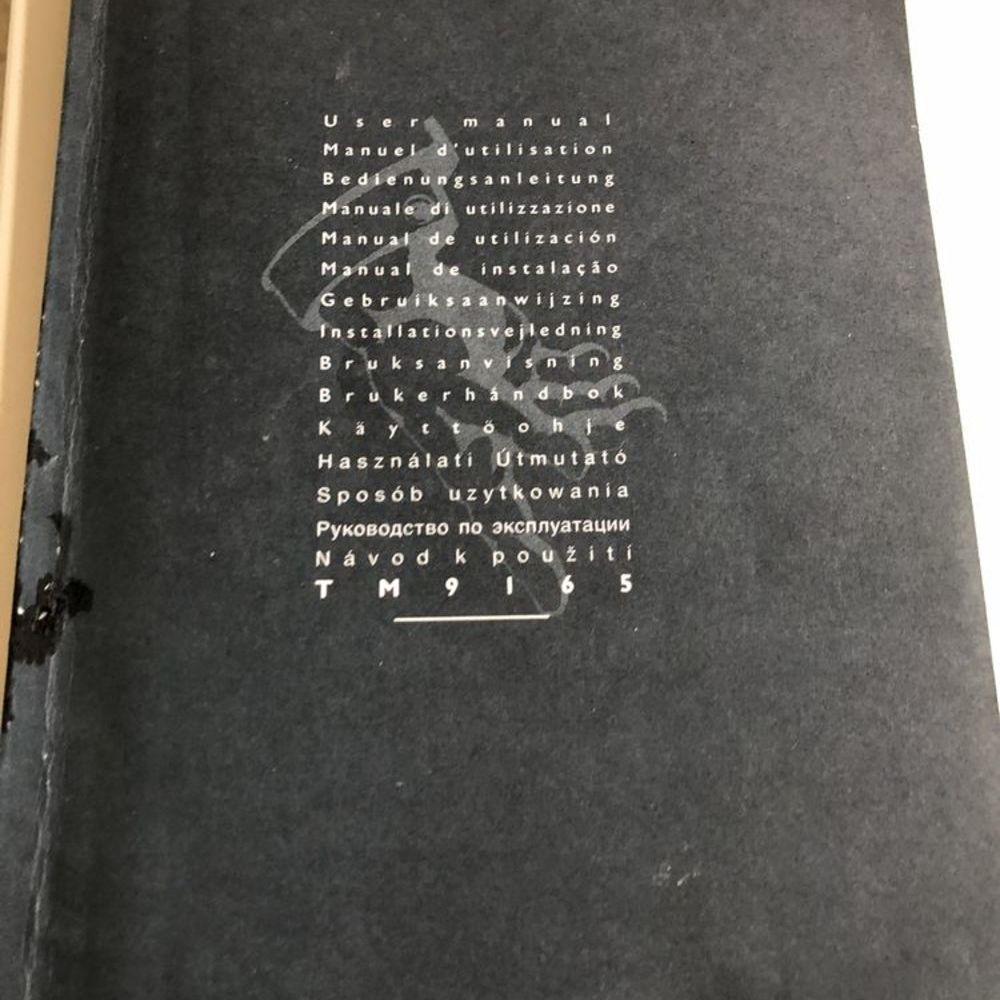 User manual
Manuel d'utilisation
Bedienungsanleitung
Manuale di utilizzazione
Manual de utilización
Manual de instalação
Gebruiksaanwijzing
Installationsvejledning
Bruksanvisning
Brukerhåndbok
Käyttöohje
Használati Útmutató
Sposób uzytkowania
Руководство по эксплуатации
Návod k použití
TM9165